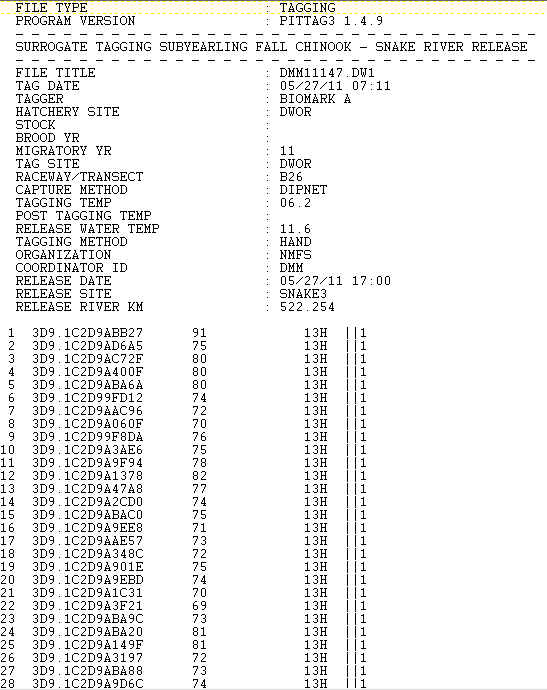 FILE TYPE : TAGGING
PROGRAM VERSION : PITTAG3 1.4.9
- - - - - - - - - - - - - - - - - - - - - - - - - - - - - - - - - - - - - - -
SURROGATE TAGGING SUBYEARLING FALL CHINOOK - SNAKE RIVER RELEASE
- - - - - - - - - - - - - - - - - - - - - - - - - - - - - - - - - - - - - - -
FILE TITLE : DMM11147.DW1
TAG DATE : 05/27/11 07:11
TAGGER : BIOMARK A
HATCHERY SITE : DWOR
STOCK :
BROOD YR :
MIGRATORY YR : 11
TAG SITE : DWOR
RACEWAY/TRANSECT : B26
CAPTURE METHOD : DIPNET
TAGGING TEMP : 06.2
POST TAGGING TEMP :
RELEASE WATER TEMP : 11.6
TAGGING METHOD : HAND
ORGANIZATION : NMFS
COORDINATOR ID : DMM
RELEASE DATE : 05/27/11 17:00
RELEASE SITE : SNAKE3
RELEASE RIVER KM : 522.254
1 3D9.1C2D9ABB27 91 13H ||1
2 3D9.1C2D9AD6A5 75 13H ||1
3 3D9.1C2D9AC72F 80 13H ||1
4 3D9.1C2D9A400F 80 13H ||1
5 3D9.1C2D9ABA6A 80 13H ||1
6 3D9.1C2D99FD12 74 13H ||1
7 3D9.1C2D9AAC96 72 13H ||1
8 3D9.1C2D9A060F 70 13H ||1
9 3D9.1C2D99F8DA 76 13H ||1
10 3D9.1C2D9A3AE6 75 13H ||1
11 3D9.1C2D9A9F94 78 13H ||1
12 3D9.1C2D9A1378 82 13H ||1
13 3D9.1C2D9A47A8 77 13H ||1
14 3D9.1C2D9A2CD0 74 13H ||1
15 3D9.1C2D9ABAC0 75 13H ||1
16 3D9.1C2D9A9EE8 71 13H ||1
17 3D9.1C2D9AAE57 73 13H ||1
18 3D9.1C2D9A348C 72 13H ||1
19 3D9.1C2D9A901E 75 13H ||1
20 3D9.1C2D9A9EBD 74 13H ||1
21 3D9.1C2D9A1C31 70 13H ||1
22 3D9.1C2D9A3F21 69 13H ||1
23 3D9.1C2D9ABA9C 73 13H ||1
24 3D9.1C2D9ABA20 81 13H ||1
25 3D9.1C2D9A149F 81 13H ||1
26 3D9.1C2D9A3197 72 13H ||1
27 3D9.1C2D9ABA88 73 13H ||1
28 3D9.1C2D9A9D6C 74 13H ||1